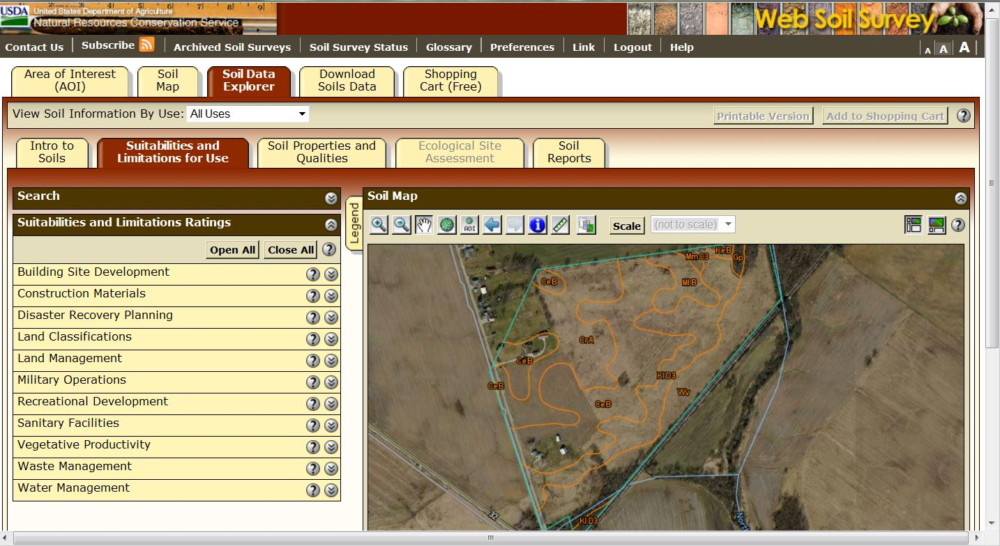 USDA United States Department of Agriculture
Natural Resources Conservation Service
Web Soil Survey
Contact Us Subscribe Archived Soil Surveys Soil Survey Status Glossary Preferences Link Logout Help A A A
Area of Interest
(AOI)
Soil
Map
Soil Data
Explorer
Download
Soils Data
Shopping
Cart (Free)
View Soil Information By Use: All Uses Printable Version Add to Shopping Cart ?
Intro to
Soils
Suitabilities and
Limitations for Use
Soil Properties and
Qualities
Ecological Site
Assessment
Soil
Reports
Search
Suitabilities and Limitations Ratings
Open All Close All ?
Building Site Development ?
Construction Materials ?
Disaster Recovery Planning ?
Land Classifications ?
Land Management ?
Military Operations ?
Recreational Development ?
Sanitary Facilities ?
Vegetative Productivity ?
Waste Management ?
Water Management ?
Legend
Soil Map
AOI i Scale (not to scale) ?
KeB
MmC3 Gp
CeB MlB
CrA
CeB
KlD3
CeB
Wv
CeB
32
KlD3